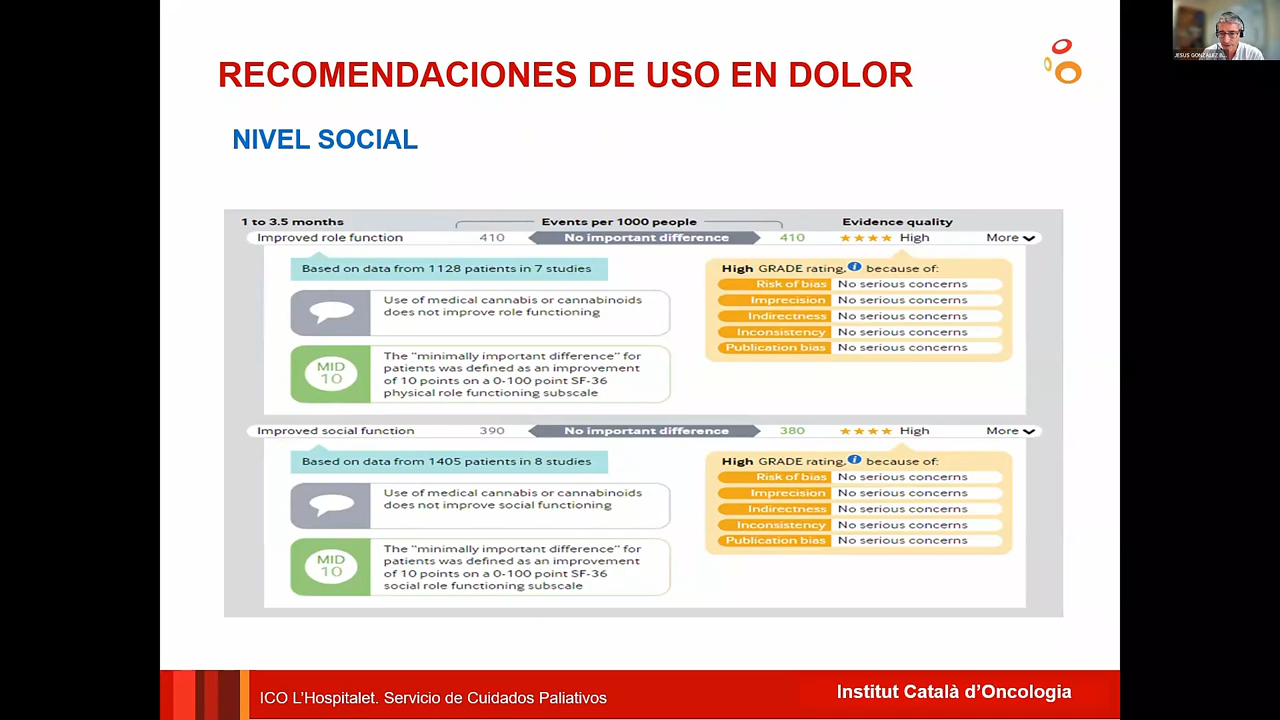 RECOMENDACIONES DE USO EN DOLOR
NIVEL SOCIAL
1 to 3.5 months Events per 1000 people Evidence quality
Improved role function 410 No important difference 410 ★★★★ High More
Based on data from 1128 patients in 7 studies
Use of medical cannabis or cannabinoids
does not improve role functioning
MID
10
The "minimally important difference" for
patients was defined as an improvement
of 10 points on a 0-100 point SF-36
physical role functioning subscale
High GRADE rating, i because of:
Risk of bias No serious concerns
Imprecision No serious concerns
Indirectness No serious concerns
Inconsistency No serious concerns
Publication bias No serious concerns
Improved social function 390 No important difference 380 ★★★★ High More
Based on data from 1405 patients in 8 studies
Use of medical cannabis or cannabinoids
does not improve social functioning
MID
10
The "minimally important difference" for
patients was defined as an improvement
of 10 points on a 0-100 point SF-36
social role functioning subscale
High GRADE rating, i because of:
Risk of bias No serious concerns
Imprecision No serious concerns
Indirectness No serious concerns
Inconsistency No serious concerns
Publication bias No serious concerns
ICO L'Hospitalet. Servicio de Cuidados Paliativos
Institut Català d'Oncologia
JESUS GONZALEZ B...